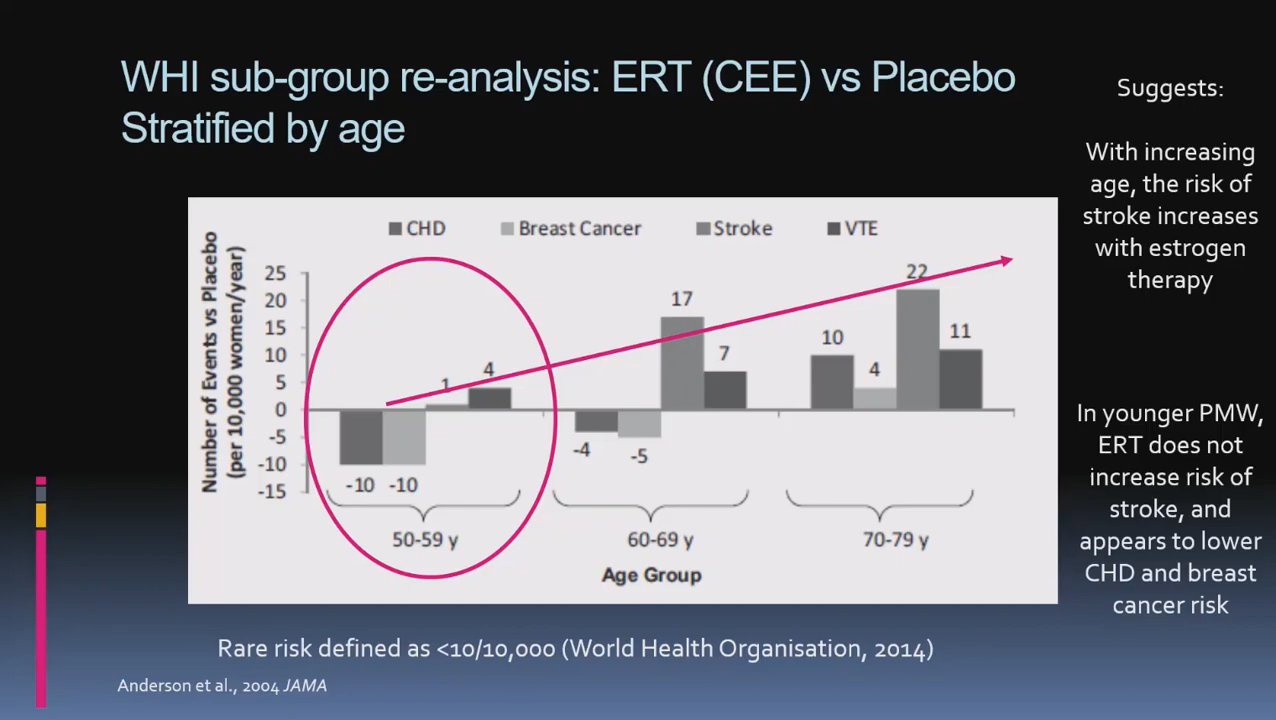 WHI sub-group re-analysis: ERT (CEE) vs Placebo
Stratified by age
CHD Breast Cancer Stroke VTE
Number of Events vs Placebo
(per 10,000 women/year)
25
20
15
10
5
0
-5
-10
-15
-10 -10 1 4
-4 -5 17 7
10 4 22 11
50-59 y 60-69 y 70-79 y
Age Group
Rare risk defined as <10/10,000 (World Health Organisation, 2014)
Anderson et al., 2004 JAMA
Suggests:
With increasing
age, the risk of
stroke increases
with estrogen
therapy
In younger PMW,
ERT does not
increase risk of
stroke, and
appears to lower
CHD and breast
cancer risk